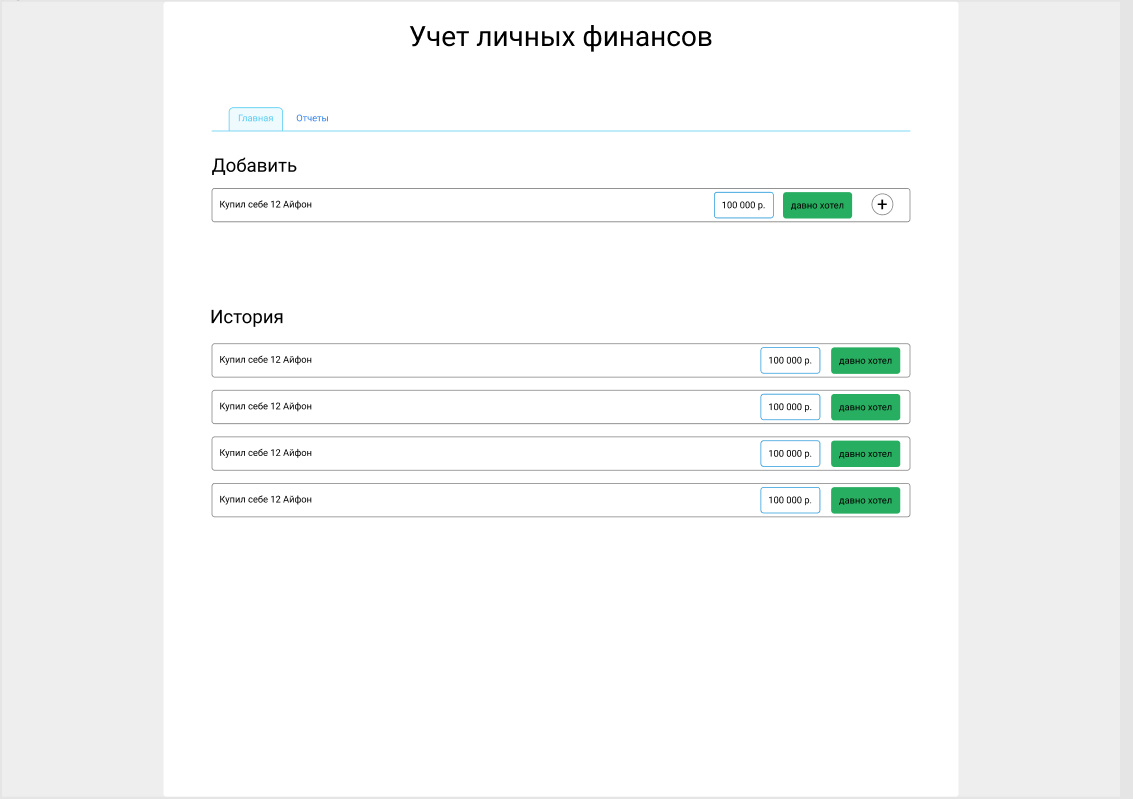 Учет личных финансов
Главная Отчеты
Добавить
Купил себе 12 Айфон 100 000 р. давно хотел +
История
Купил себе 12 Айфон 100 000 р. давно хотел
Купил себе 12 Айфон 100 000 р. давно хотел
Купил себе 12 Айфон 100 000 р. давно хотел
Купил себе 12 Айфон 100 000 р. давно хотел